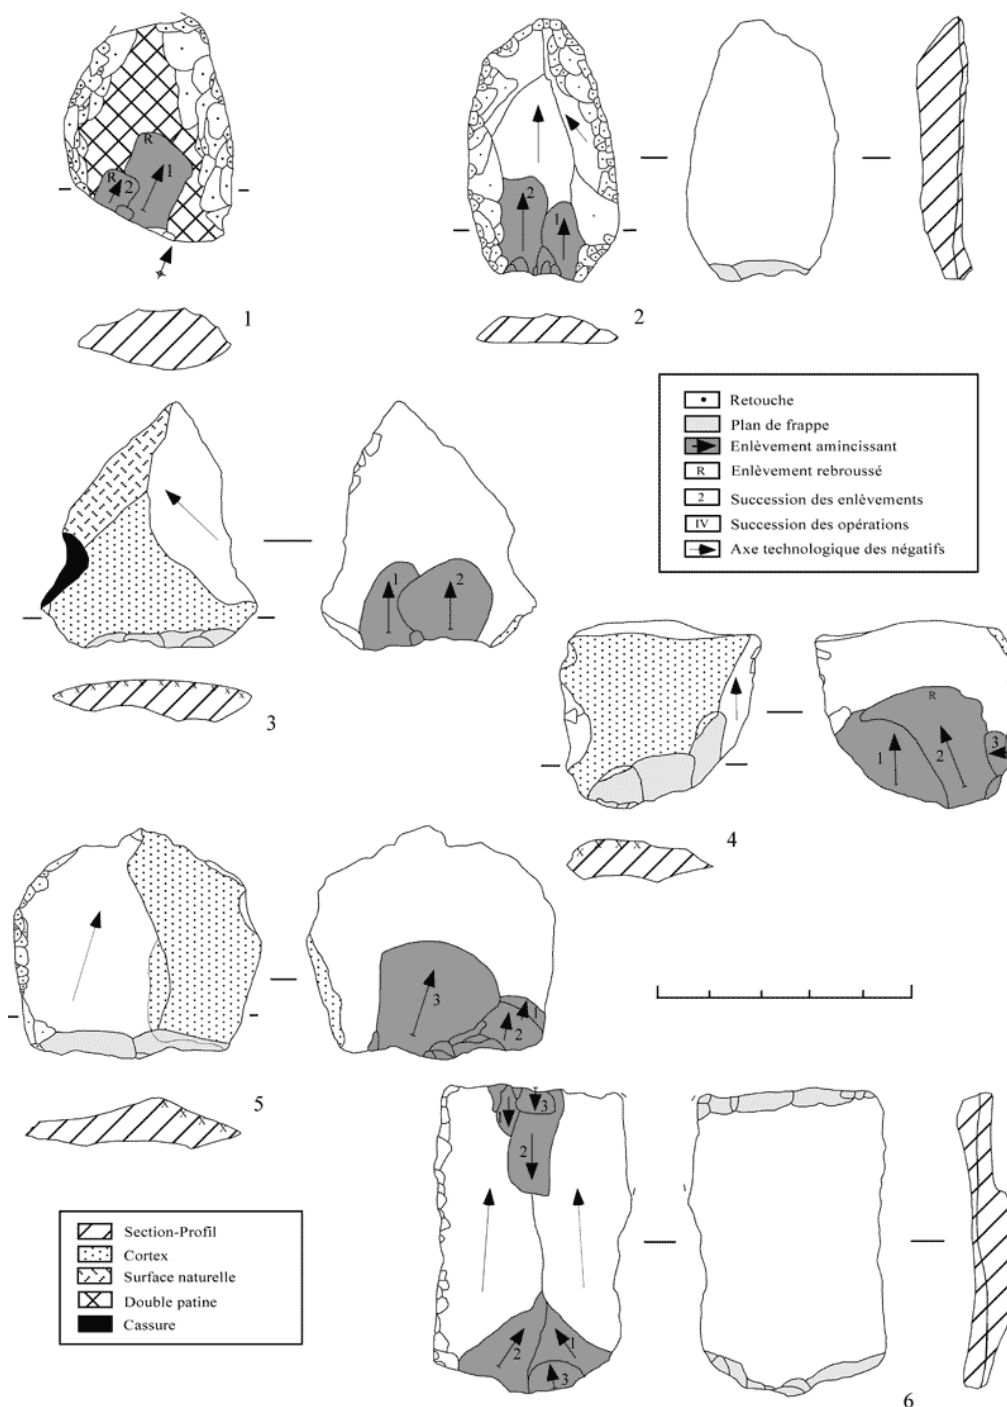 R
R
1
2
1
2
1
2
Retouche
Plan de frappe
Enlèvement amincissant
R Enlèvement rebroussé
2 Succession des enlèvements
IV Succession des opérations
Axe technologique des négatifs
1
2
3
R
1
2
3
4
3
1
2
5
1
3
2
2
1
3
6
Section-Profil
Cortex
Surface naturelle
Double patine
Cassure